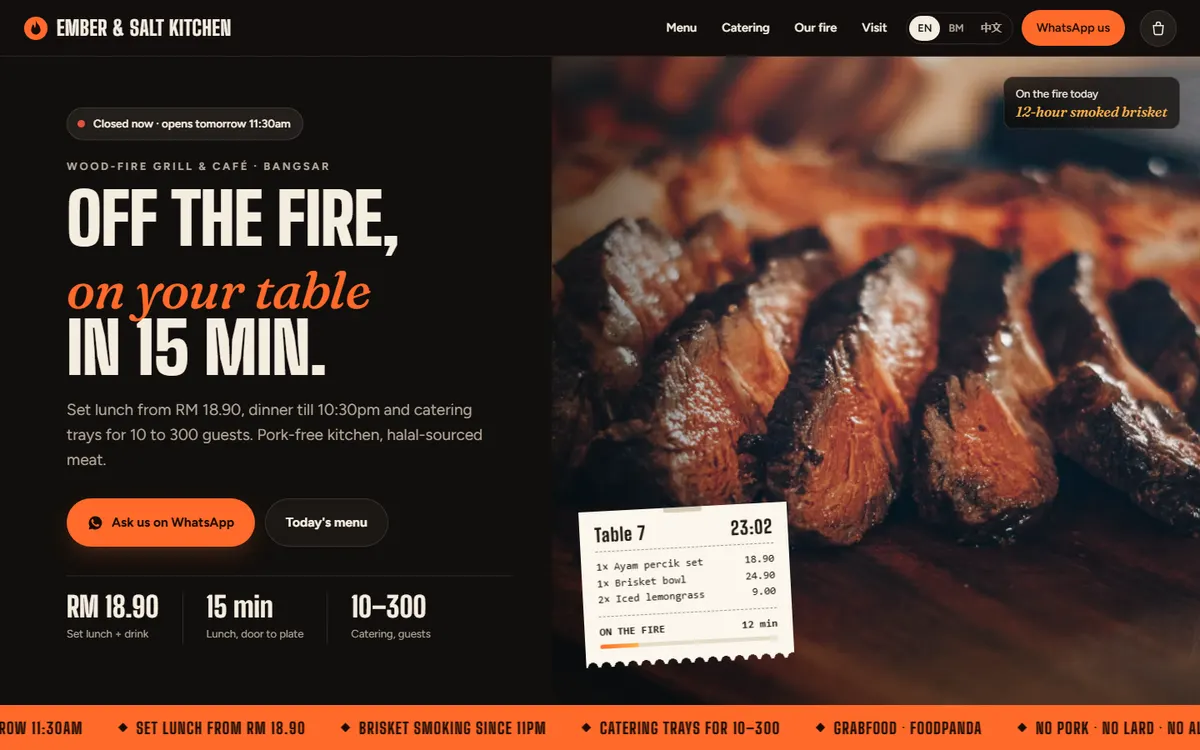 EMBER & SALT KITCHEN
Menu Catering Our fire Visit EN BM 中文 WhatsApp us
On the fire today
12-hour smoked brisket
Closed now · opens tomorrow 11:30am
WOOD-FIRE GRILL & CAFÉ · BANGSAR
OFF THE FIRE,
on your table
IN 15 MIN.
Set lunch from RM 18.90, dinner till 10:30pm and catering
trays for 10 to 300 guests. Pork-free kitchen, halal-sourced
meat.
Ask us on WhatsApp Today's menu
RM 18.90 15 min 10–300
Set lunch + drink Lunch, door to plate Catering, guests
Table 7 23:02
1x Ayam percik set 18.90
1x Brisket bowl 24.90
2x Iced lemongrass 9.00
ON THE FIRE 12 min
ROW 11:30AM ◆ SET LUNCH FROM RM 18.90 ◆ BRISKET SMOKING SINCE 11PM ◆ CATERING TRAYS FOR 10–300 ◆ GRABFOOD · FOODPANDA ◆ NO PORK · NO LARD · NO